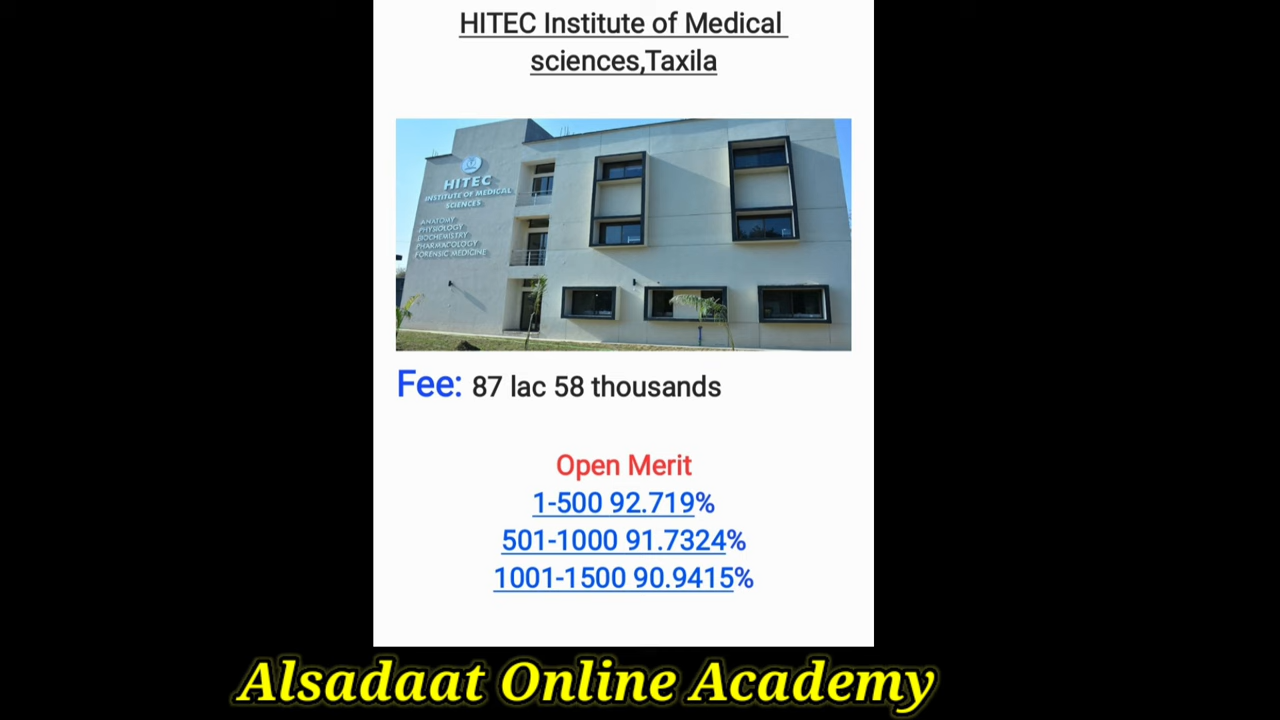 HITEC Institute of Medical
sciences,Taxila
HITEC
INSTITUTE OF MEDICAL
SCIENCES
ANATOMY
PHYSIOLOGY
BIOCHEMISTRY
PHARMACOLOGY
FORENSIC MEDICINE
Fee: 87 lac 58 thousands
Open Merit
1-500 92.719%
501-1000 91.7324%
1001-1500 90.9415%
Alsadaat Online Academy